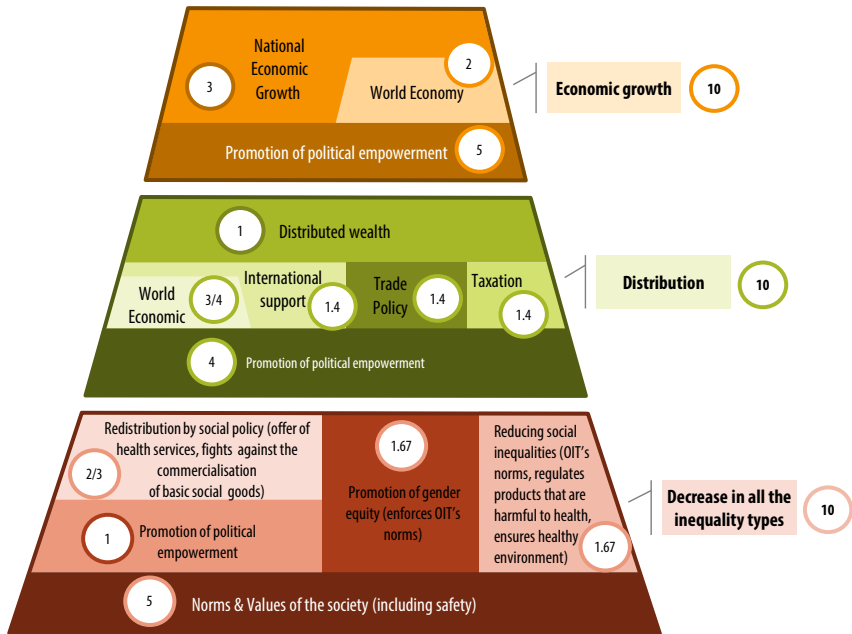 National
Economic
Growth
3
2
World Economy
Economic growth
10
Promotion of political empowerment
5
1
Distributed wealth
World
Economic
3/4
International
support
1.4
Trade
Policy
1.4
Taxation
1.4
Distribution
10
4
Promotion of political empowerment
Redistribution by social policy (offer of
health services, fights against the
commercialisation
of basic social goods)
2/3
1
Promotion of political
empowerment
1.67
Promotion of gender
equity (enforces OIT's
norms)
Reducing social
inequalities (OIT's
norms, regulates
products that are
harmful to health,
ensures healthy
environment)
1.67
Decrease in all the
inequality types
10
5
Norms & Values of the society (including safety)